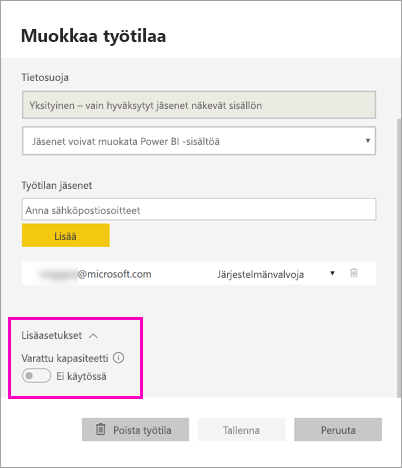 Muokkaa työtilaa
Tietosuoja
Yksityinen – vain hyväksytyt jäsenet näkevät sisällön
Jäsenet voivat muokata Power BI -sisältöä
Työtilan jäsenet
Anna sähköpostiosoitteet
Lisää
@microsoft.com Järjestelmänvalvoja
Lisäasetukset
Varattu kapasiteetti
Ei käytössä
Poista työtila Tallenna Peruuta